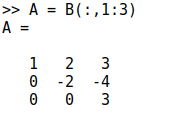 >> A = B(:,1:3)
A =
1 2 3
0 -2 -4
0 0 3